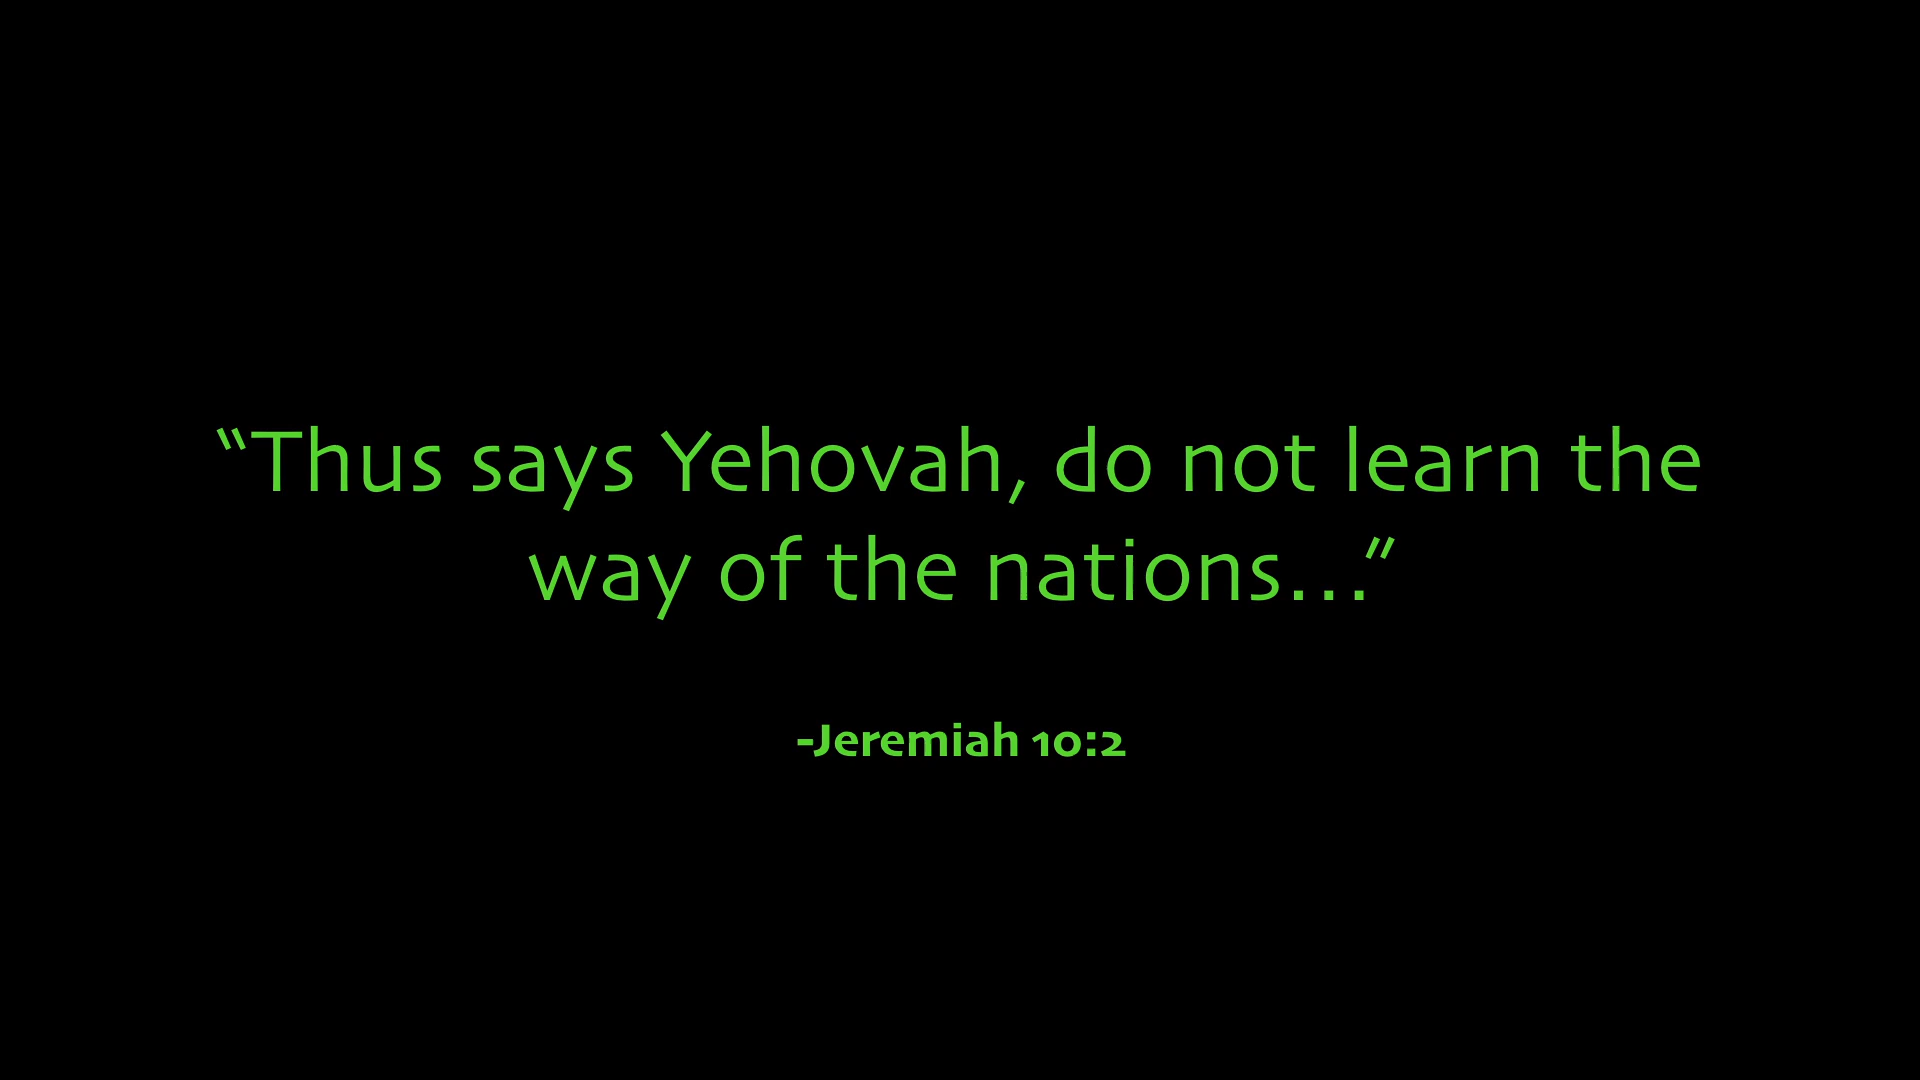 “Thus says Yehovah, do not learn the
way of the nations…”
-Jeremiah 10:2